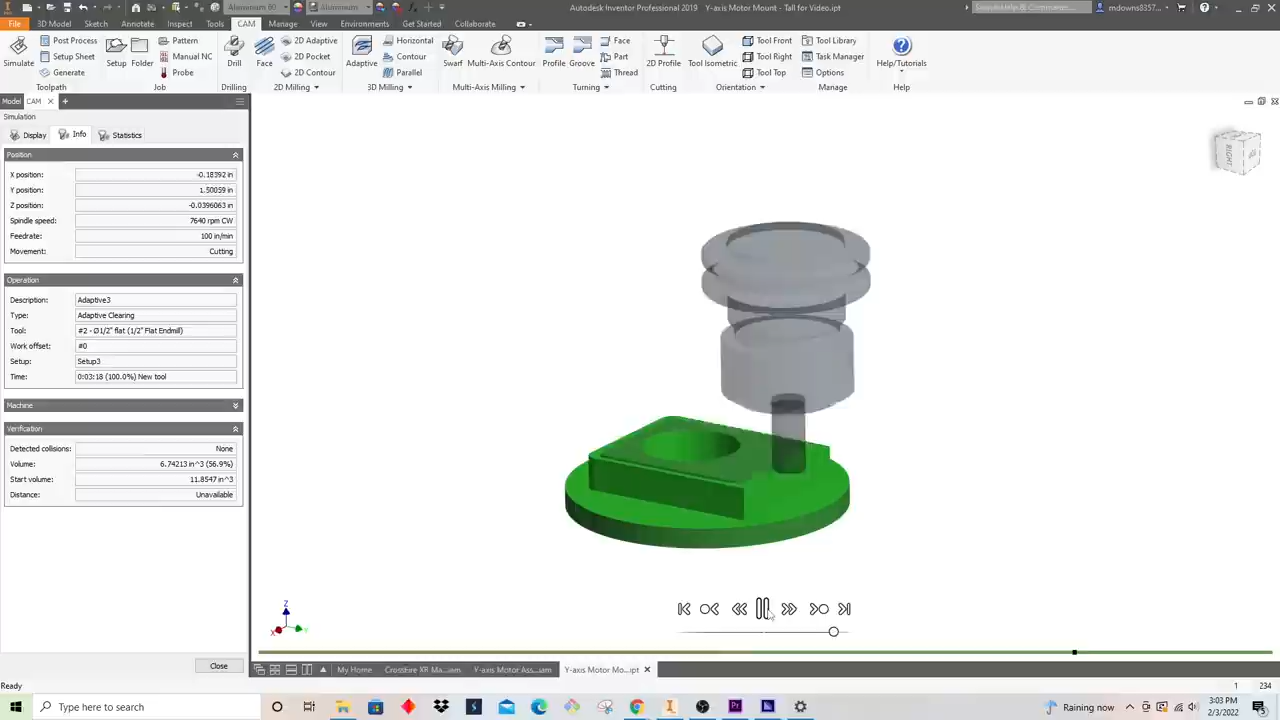 Autodesk Inventor Professional 2019 Y-axis Motor Mount - Tall for Video.ipt
mdowns8357...
File 3D Model Sketch Annotate Inspect Tools CAM Manage View Environments Get Started Collaborate
Simulate
Post Process
Setup Sheet
Generate
Toolpath
Setup
Folder
Pattern
Manual NC
Probe
Job
Drill
Drilling
Face
2D Adaptive
2D Pocket
2D Contour
2D Milling
Adaptive
Horizontal
Contour
Parallel
3D Milling
Swarf
Multi-Axis Contour
Multi-Axis Milling
Profile
Groove
Face
Part
Thread
Turning
2D Profile
Cutting
Tool Isometric
Tool Front
Tool Right
Tool Top
Orientation
Tool Library
Task Manager
Options
Manage
Help/Tutorials
Help
Model CAM
Simulation
Display Info Statistics
Position
X position: -0.18392 in
Y position: 1.50059 in
Z position: -0.0396063 in
Spindle speed: 7640 rpm CW
Feedrate: 100 in/min
Movement: Cutting
Operation
Description: Adaptive3
Type: Adaptive Clearing
Tool: #2 - Ø1/2" flat (1/2" Flat Endmill)
Work offset: #0
Setup: Setup3
Time: 0:03:18 (100.0%) New tool
Machine
Verification
Detected collisions: None
Volume: 6.74213 in^3 (56.9%)
Start volume: 11.8547 in^3
Distance: Unavailable
RIGHT
Z
X
Y
Close
My Home CrossFire XR Ma...iam Y-axis Motor Ass...iam Y-axis Motor Mo...ipt
Ready 1 234
Type here to search
Raining now
3:03 PM
2/3/2022